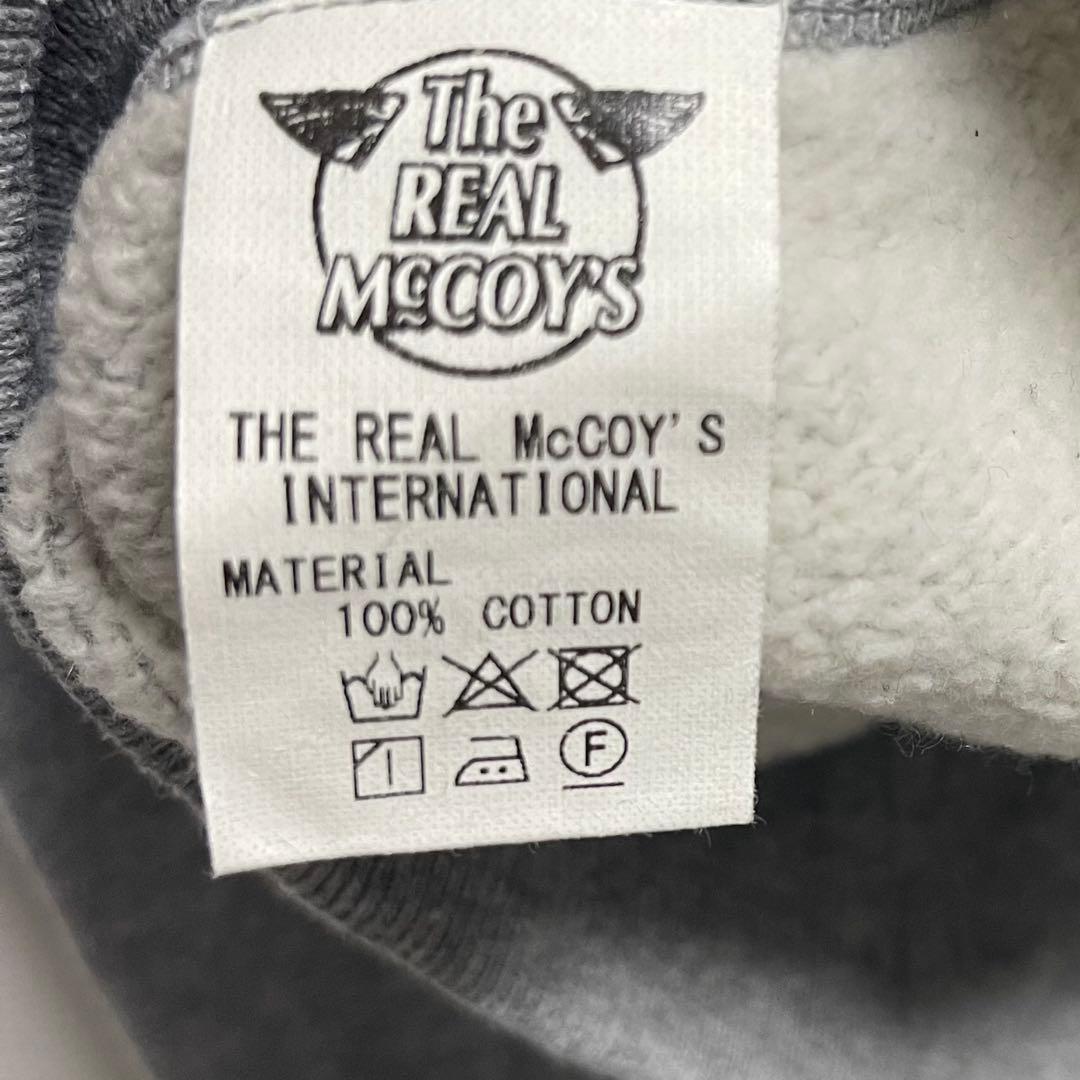 The
REAL
McCOY'S
THE REAL McCOY'S
INTERNATIONAL
MATERIAL
100% COTTON
F